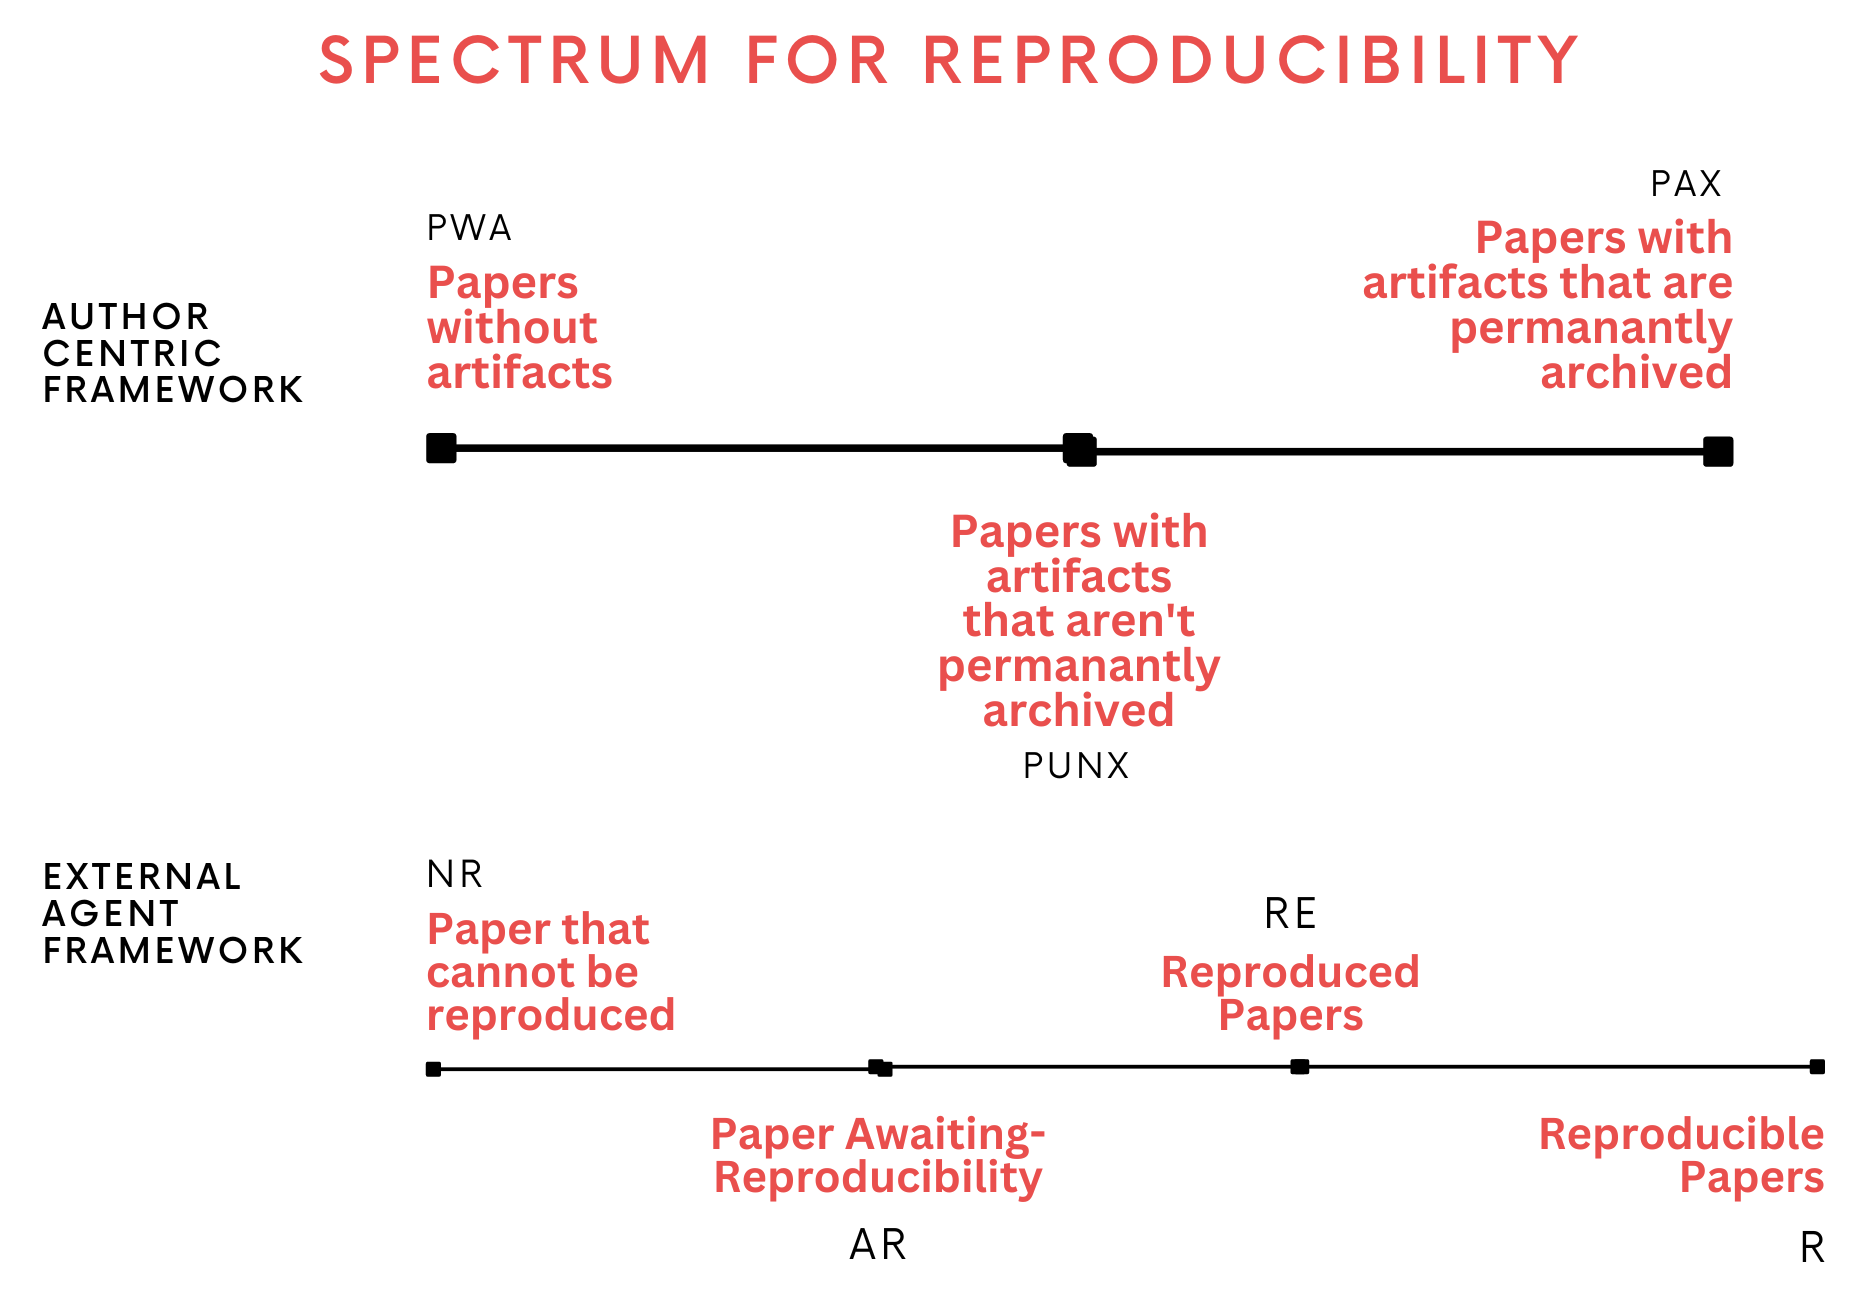 SPECTRUM FOR REPRODUCIBILITY
AUTHOR
CENTRIC
FRAMEWORK
PWA
Papers
without
artifacts
PAX
Papers with
artifacts that are
permanantly
archived
Papers with
artifacts
that aren't
permanantly
archived
PUNX
EXTERNAL
AGENT
FRAMEWORK
NR
Paper that
cannot be
reproduced
RE
Reproduced
Papers
Paper Awaiting-
Reproducibility
AR
Reproducible
Papers
R